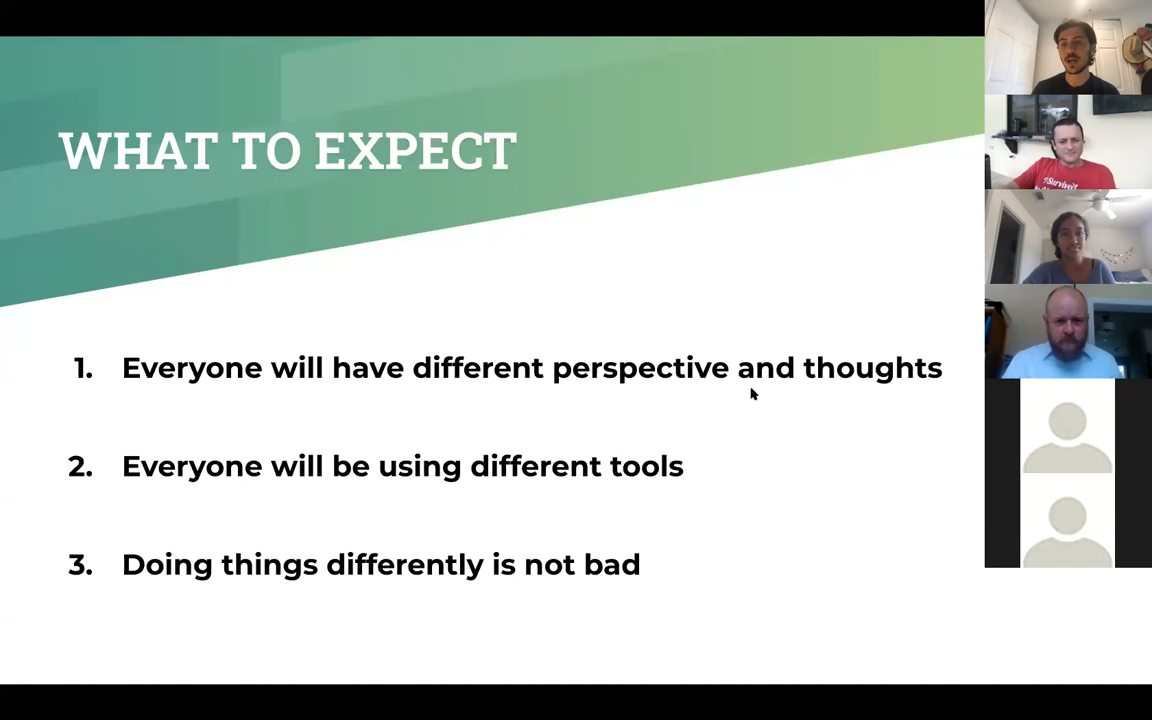 WHAT TO EXPECT
1. Everyone will have different perspective and thoughts
2. Everyone will be using different tools
3. Doing things differently is not bad
Survived